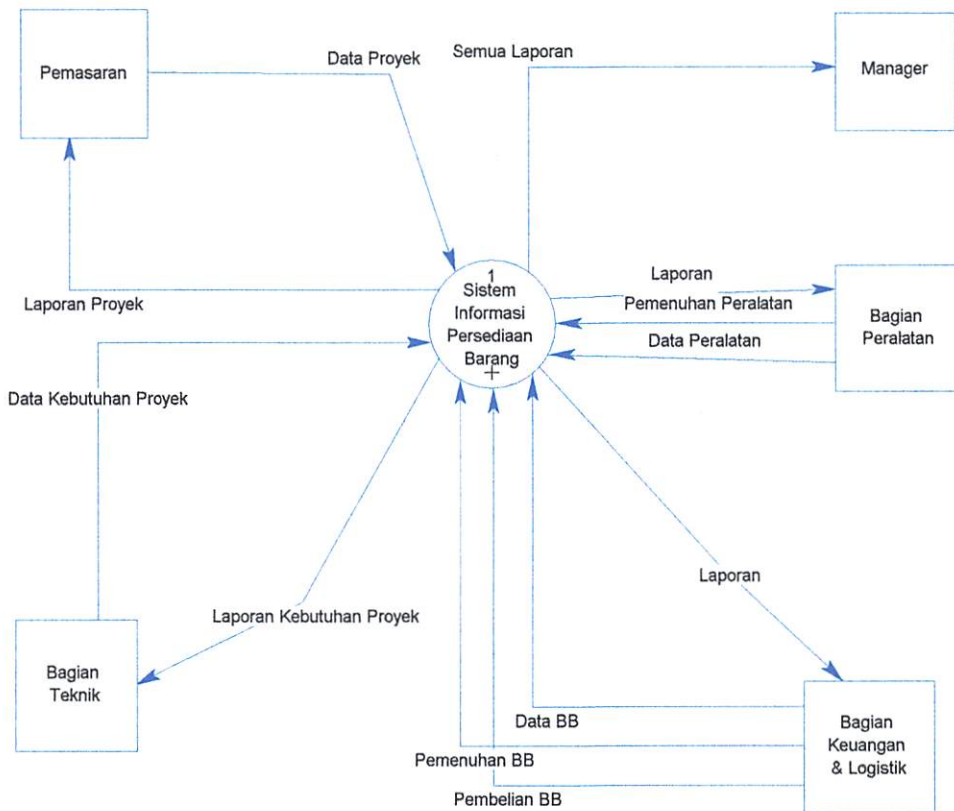 Pemasaran
Data Proyek
Semua Laporan
Manager
Laporan Proyek
1
Sistem
Informasi
Persediaan
Barang
Laporan
Pemenuhan Peralatan
Data Peralatan
Bagian
Peralatan
Data Kebutuhan Proyek
Laporan Kebutuhan Proyek
Laporan
Bagian
Teknik
Data BB
Pemenuhan BB
Pembelian BB
Bagian
Keuangan
& Logistik